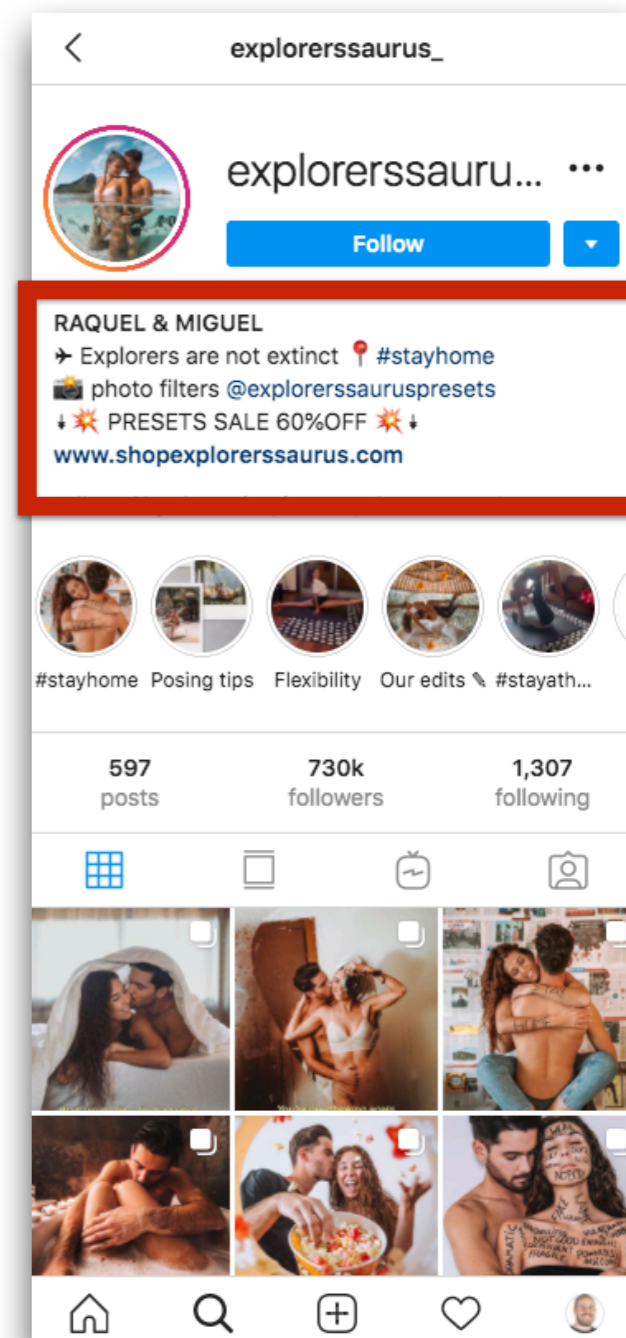 explorerssaurus_
explorerssauru... •••
Follow
RAQUEL & MIGUEL
✈ Explorers are not extinct 📍 #stayhome
📸 photo filters @explorerssauruspresets
⬇💥 PRESETS SALE 60%OFF 💥⬇
www.shopexplorerssaurus.com
#stayhome Posing tips Flexibility Our edits ✎ #stayath...
597 730k 1,307
posts followers following